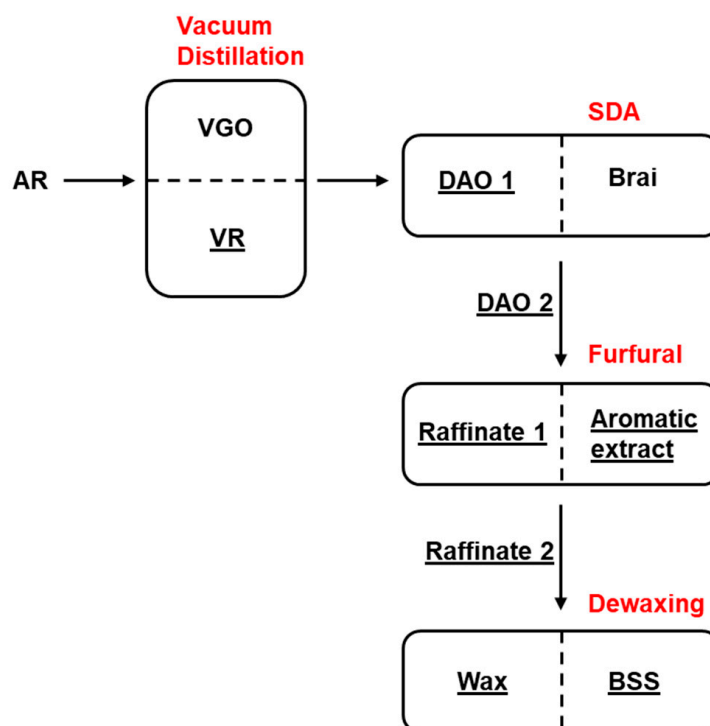 Vacuum
Distillation
VGO
AR
VR
SDA
DAO 1
Brai
DAO 2
Furfural
Raffinate 1
Aromatic
extract
Raffinate 2
Dewaxing
Wax
BSS